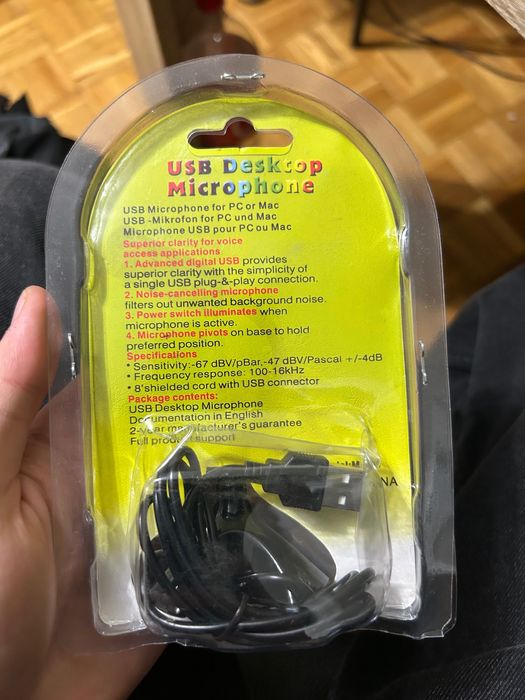 USB Desktop
Microphone
USB Microphone for PC or Mac
USB -Mikrofon for PC und Mac
Microphone USB pour PC ou Mac
Superior clarity for voice
access applications
1. Advanced digital USB provides
superior clarity with the simplicity of
a single USB plug-&-play connection.
2. Noise-cancelling microphone
filters out unwanted background noise.
3. Power switch illuminates when
microphone is active.
4. Microphone pivots on base to hold
preferred position.
Specifications
* Sensitivity:-67 dBV/pBar,-47 dBV/Pascal +/-4dB
* Frequency response: 100-16kHz
* 8'shielded cord with USB connector
Package contents:
USB Desktop Microphone
Documentation in English
2-year manufacturer's guarantee
Full product support